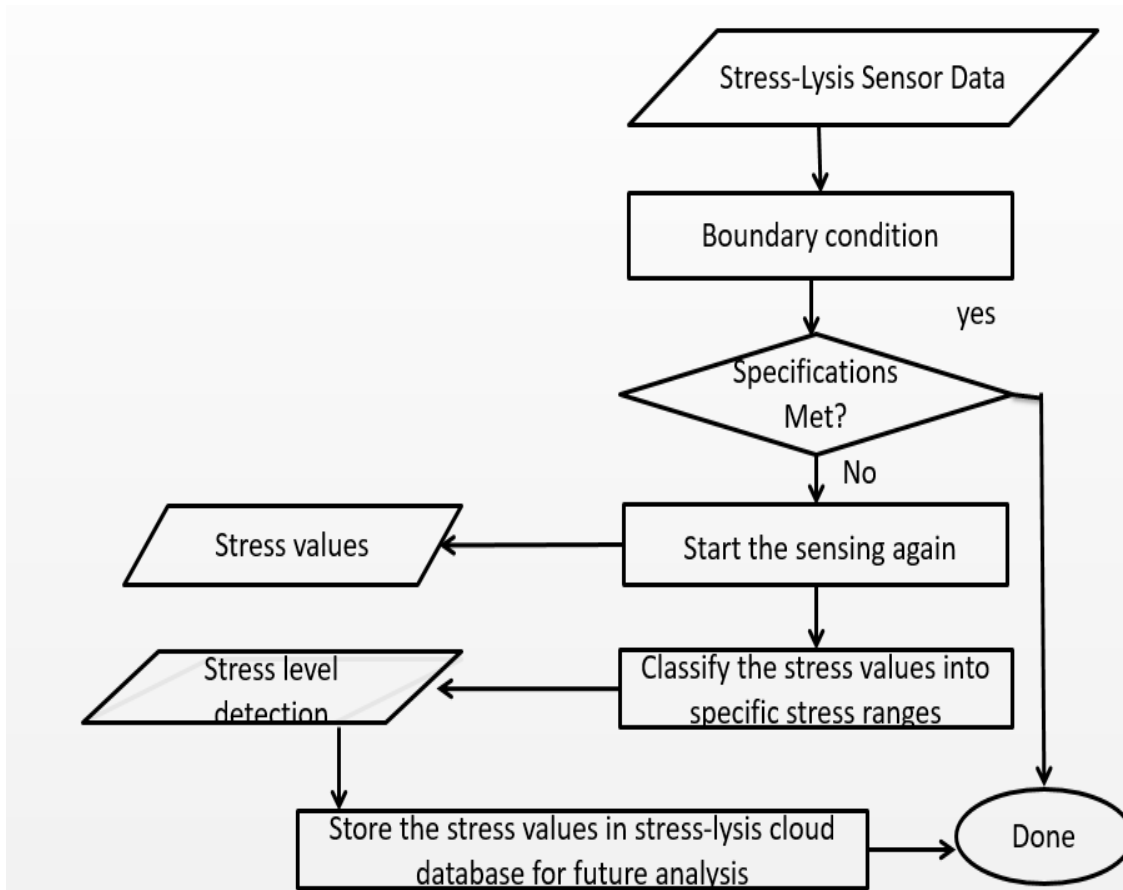 Stress-Lysis Sensor Data
Boundary condition
yes
Specifications
Met?
No
Stress values
Start the sensing again
Stress level
detection
Classify the stress values into
specific stress ranges
Store the stress values in stress-lysis cloud
database for future analysis
Done